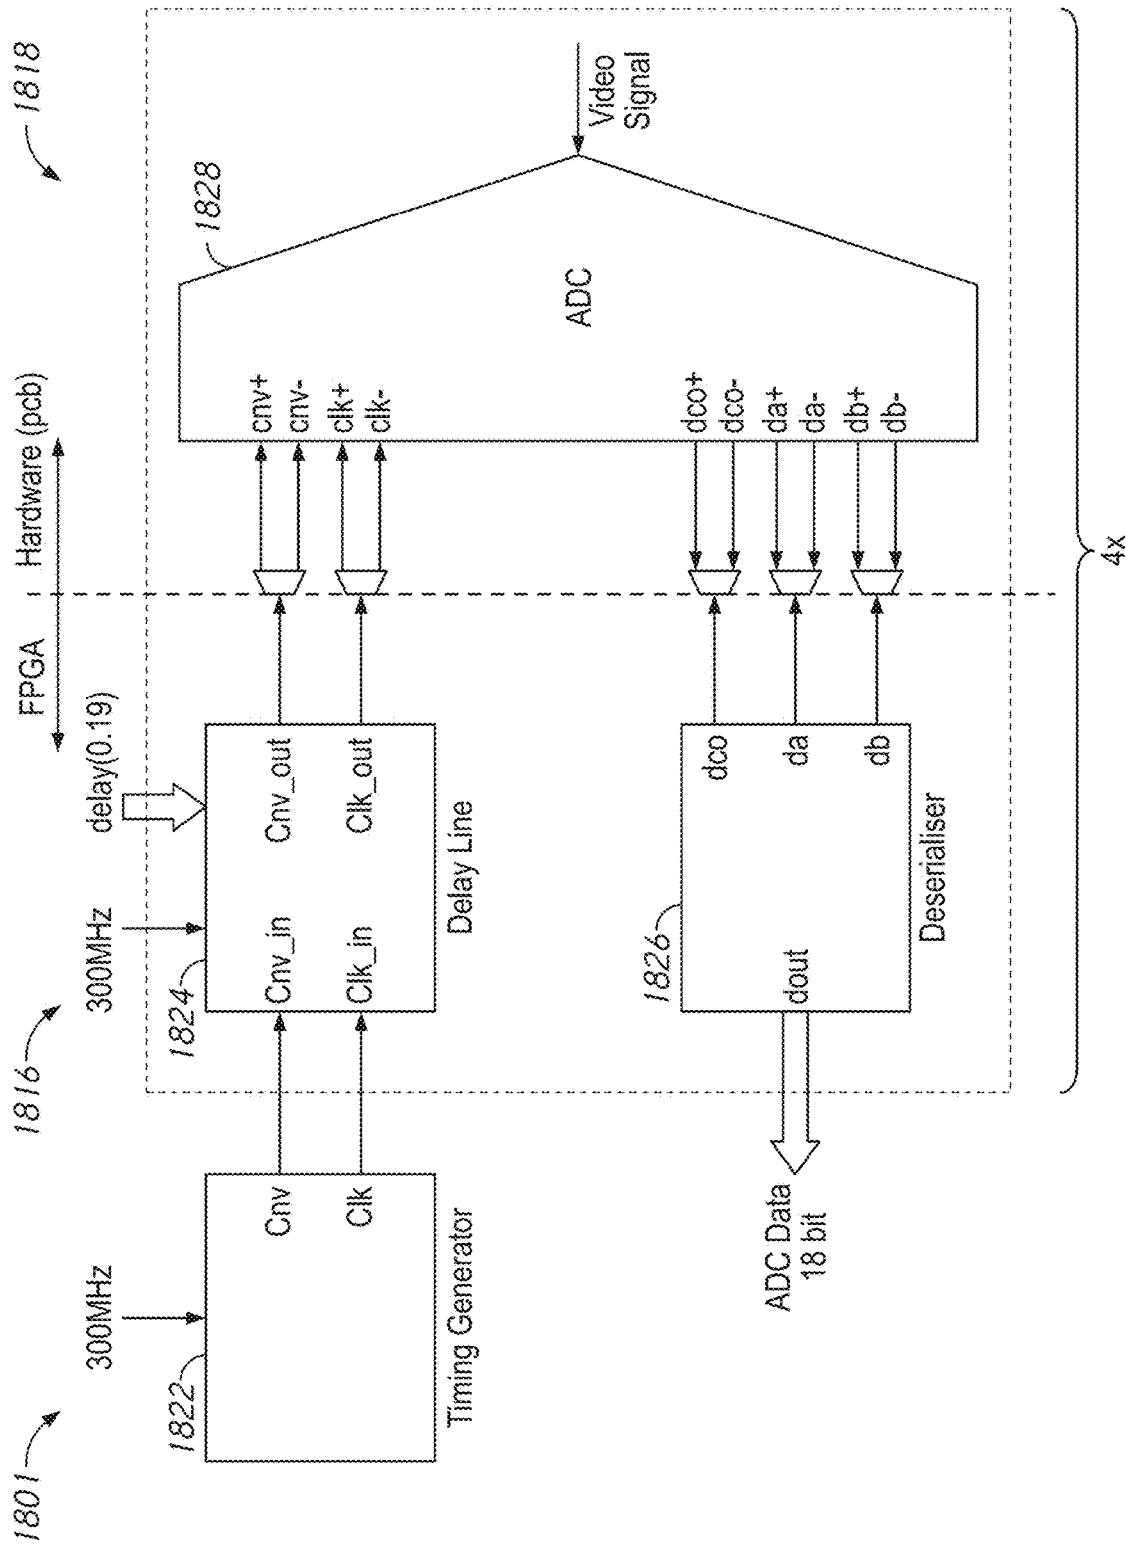 1801
1816
1818
FPGA
Hardware (pcb)
300MHz
300MHz
delay(0.19)
1822
Cnv
Clk
Timing Generator
1824
Cnv_in
Cnv_out
Clk_in
Clk_out
Delay Line
cnv+
cnv-
clk+
clk-
1828
ADC
Video
Signal
dco+
dco-
da+
da-
db+
db-
1826
dco
da
db
dout
Deserialiser
ADC Data
18 bit
4x